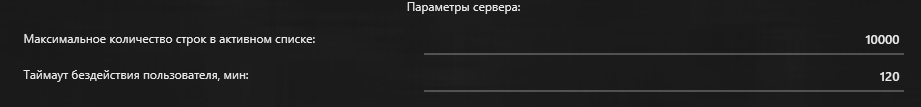 Параметры сервера:
Максимальное количество строк в активном списке: 10000
Таймаут бездействия пользователя, мин: 120